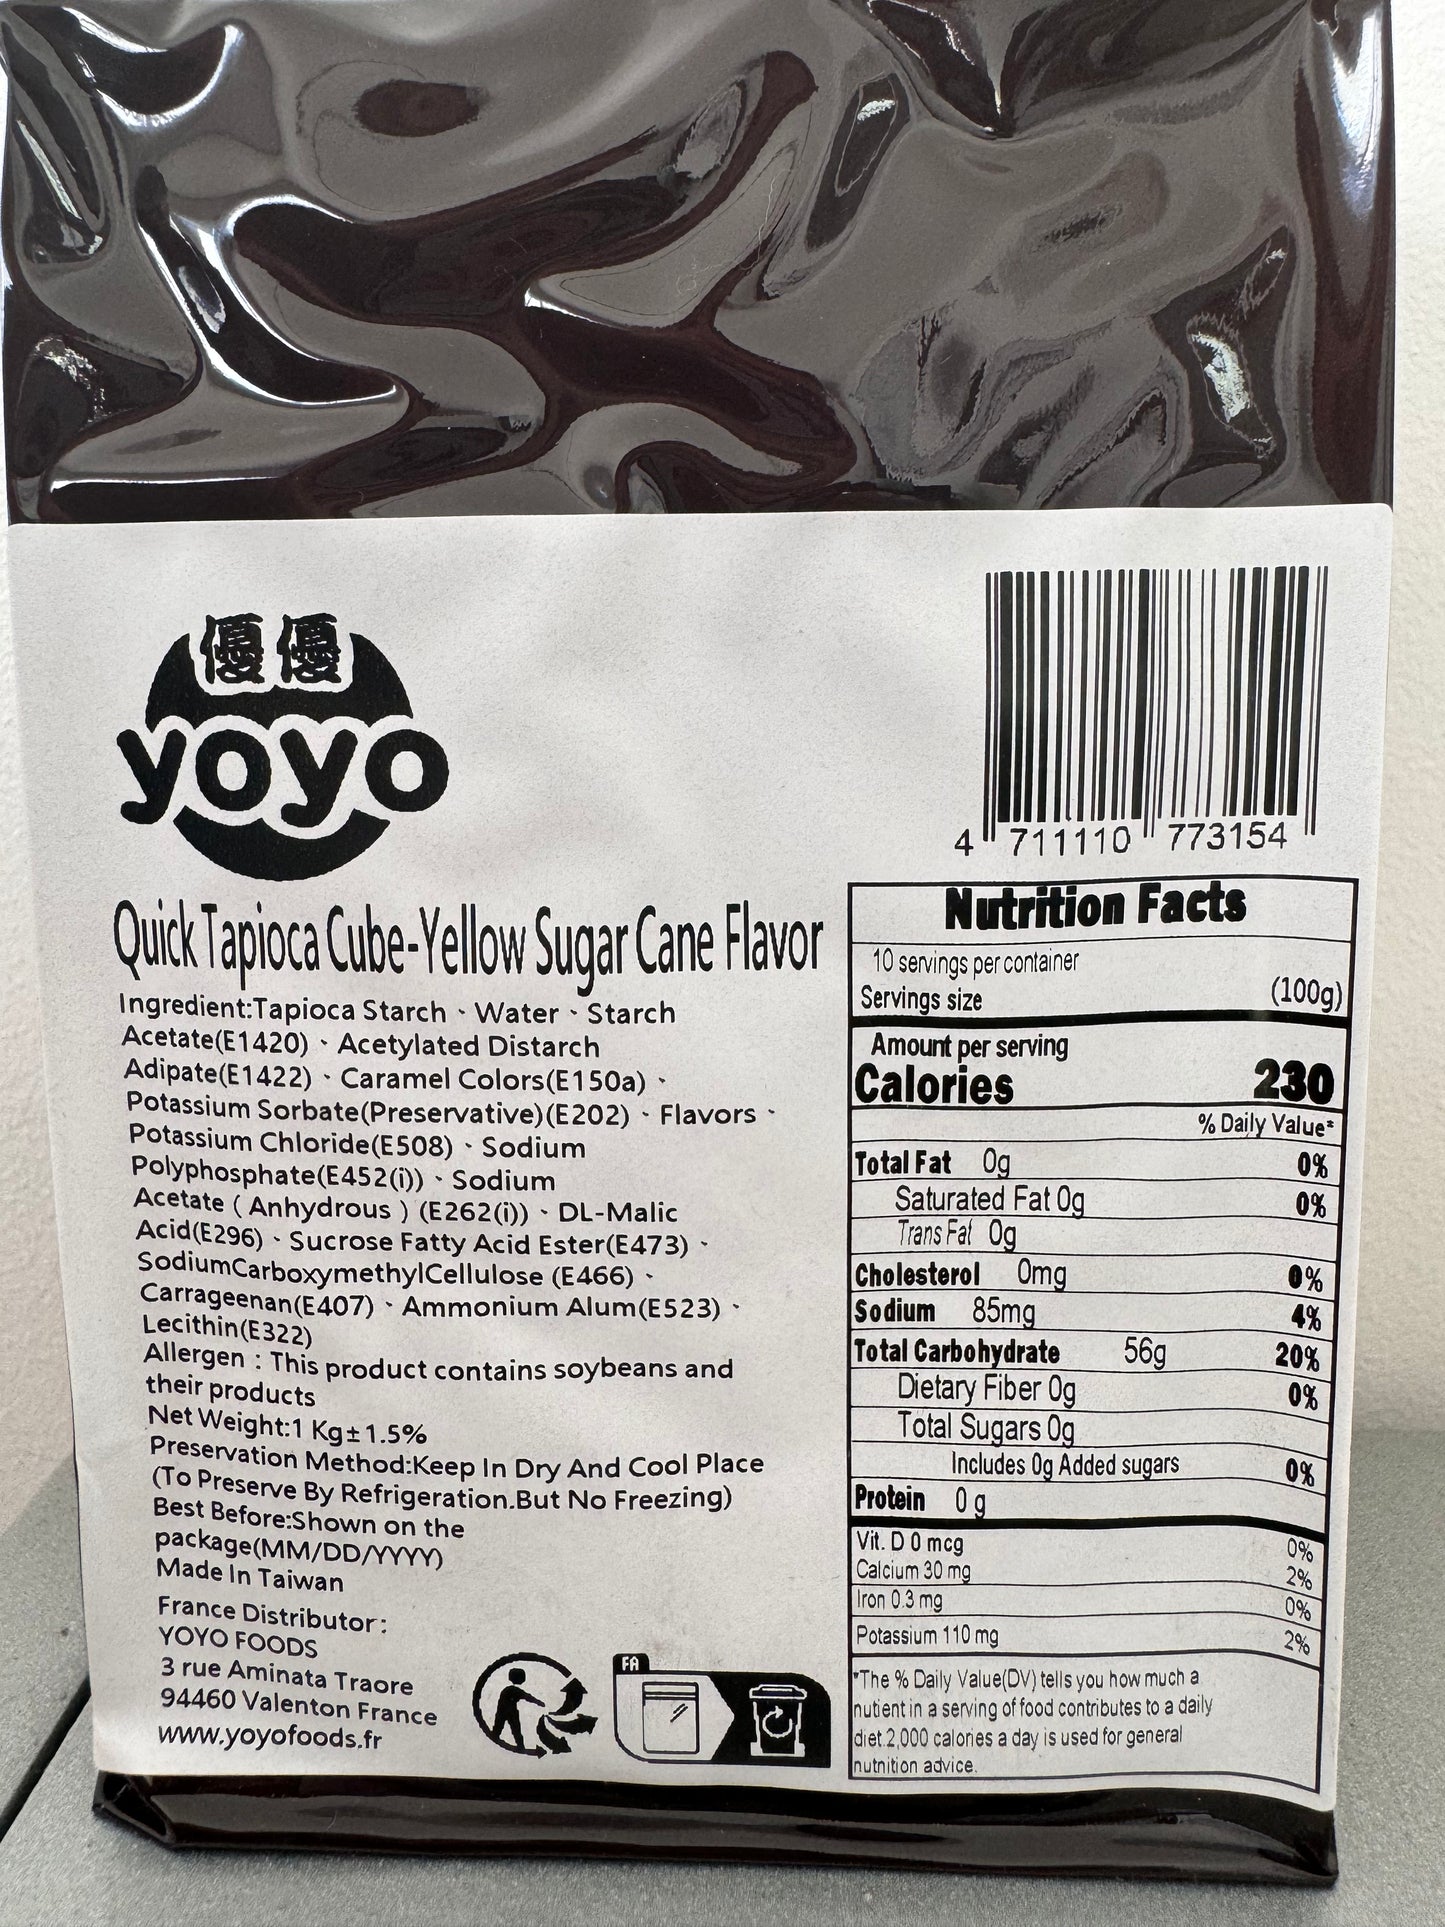 優優
yoyo
4 711110 773154
Quick Tapioca Cube-Yellow Sugar Cane Flavor
Ingredient:Tapioca Starch、Water、Starch
Acetate(E1420)、Acetylated Distarch
Adipate(E1422)、Caramel Colors(E150a)、
Potassium Sorbate(Preservative)(E202)、Flavors、
Potassium Chloride(E508)、Sodium
Polyphosphate(E452(i))、Sodium
Acetate（Anhydrous）(E262(i))、DL-Malic
Acid(E296)、Sucrose Fatty Acid Ester(E473)、
SodiumCarboxymethylCellulose (E466)、
Carrageenan(E407)、Ammonium Alum(E523)、
Lecithin(E322)
Allergen：This product contains soybeans and
their products
Net Weight:1 Kg±1.5%
Preservation Method:Keep In Dry And Cool Place
(To Preserve By Refrigeration.But No Freezing)
Best Before:Shown on the
package(MM/DD/YYYY)
Made In Taiwan
France Distributor:
YOYO FOODS
3 rue Aminata Traore
94460 Valenton France
www.yoyofoods.fr
FA
Nutrition Facts
10 servings per container
Servings size (100g)
Amount per serving
Calories 230
% Daily Value*
Total Fat 0g 0%
Saturated Fat 0g 0%
Trans Fat 0g
Cholesterol 0mg 0%
Sodium 85mg 4%
Total Carbohydrate 56g 20%
Dietary Fiber 0g 0%
Total Sugars 0g
Includes 0g Added sugars 0%
Protein 0 g
Vit. D 0 mcg 0%
Calcium 30 mg 2%
Iron 0.3 mg 0%
Potassium 110 mg 2%
*The % Daily Value(DV) tells you how much a
nutient in a serving of food contributes to a daily
diet.2,000 calories a day is used for general
nutnition advice.